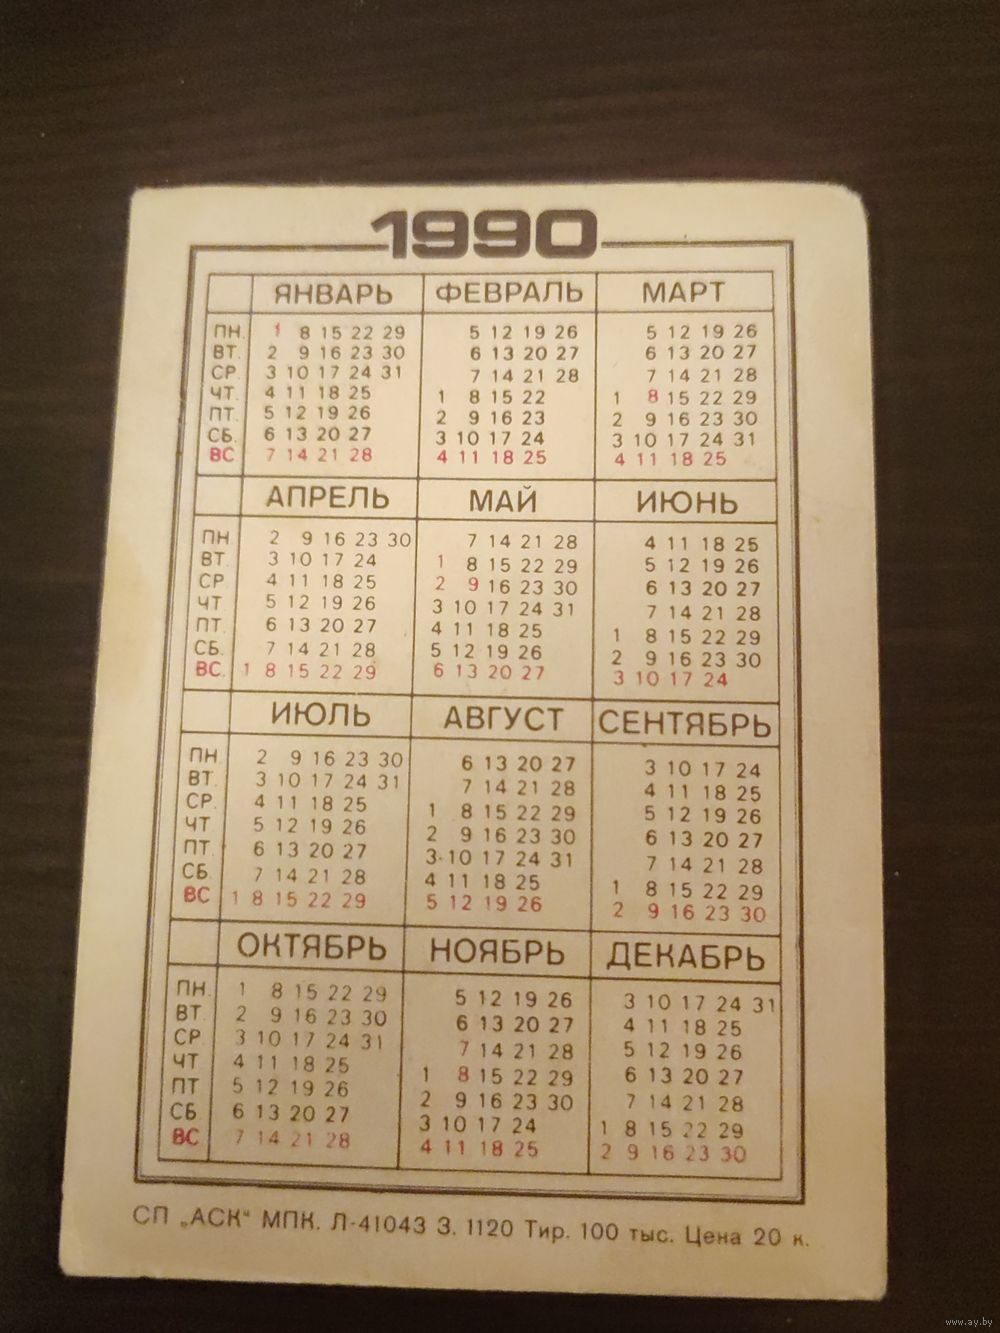 1990
ЯНВАРЬ ФЕВРАЛЬ МАРТ
ПН. 1 8 15 22 29 5 12 19 26 5 12 19 26
ВТ. 2 9 16 23 30 6 13 20 27 6 13 20 27
СР. 3 10 17 24 31 7 14 21 28 7 14 21 28
ЧТ. 4 11 18 25 1 8 15 22 1 8 15 22 29
ПТ. 5 12 19 26 2 9 16 23 2 9 16 23 30
СБ. 6 13 20 27 3 10 17 24 3 10 17 24 31
ВС 7 14 21 28 4 11 18 25 4 11 18 25
АПРЕЛЬ МАЙ ИЮНЬ
ПН. 2 9 16 23 30 7 14 21 28 4 11 18 25
ВТ. 3 10 17 24 1 8 15 22 29 5 12 19 26
СР. 4 11 18 25 2 9 16 23 30 6 13 20 27
ЧТ. 5 12 19 26 3 10 17 24 31 7 14 21 28
ПТ. 6 13 20 27 4 11 18 25 1 8 15 22 29
СБ. 7 14 21 28 5 12 19 26 2 9 16 23 30
ВС. 1 8 15 22 29 6 13 20 27 3 10 17 24
ИЮЛЬ АВГУСТ СЕНТЯБРЬ
ПН. 2 9 16 23 30 6 13 20 27 3 10 17 24
ВТ. 3 10 17 24 31 7 14 21 28 4 11 18 25
СР. 4 11 18 25 1 8 15 22 29 5 12 19 26
ЧТ 5 12 19 26 2 9 16 23 30 6 13 20 27
ПТ. 6 13 20 27 3 10 17 24 31 7 14 21 28
СБ. 7 14 21 28 4 11 18 25 1 8 15 22 29
ВС 1 8 15 22 29 5 12 19 26 2 9 16 23 30
ОКТЯБРЬ НОЯБРЬ ДЕКАБРЬ
ПН. 1 8 15 22 29 5 12 19 26 3 10 17 24 31
ВТ. 2 9 16 23 30 6 13 20 27 4 11 18 25
СР. 3 10 17 24 31 7 14 21 28 5 12 19 26
ЧТ 4 11 18 25 1 8 15 22 29 6 13 20 27
ПТ 5 12 19 26 2 9 16 23 30 7 14 21 28
СБ. 6 13 20 27 3 10 17 24 1 8 15 22 29
ВС 7 14 21 28 4 11 18 25 2 9 16 23 30
СП „АСК“ МПК. Л-41043 З. 1120 Тир. 100 тыс. Цена 20 к.
www.ay.by